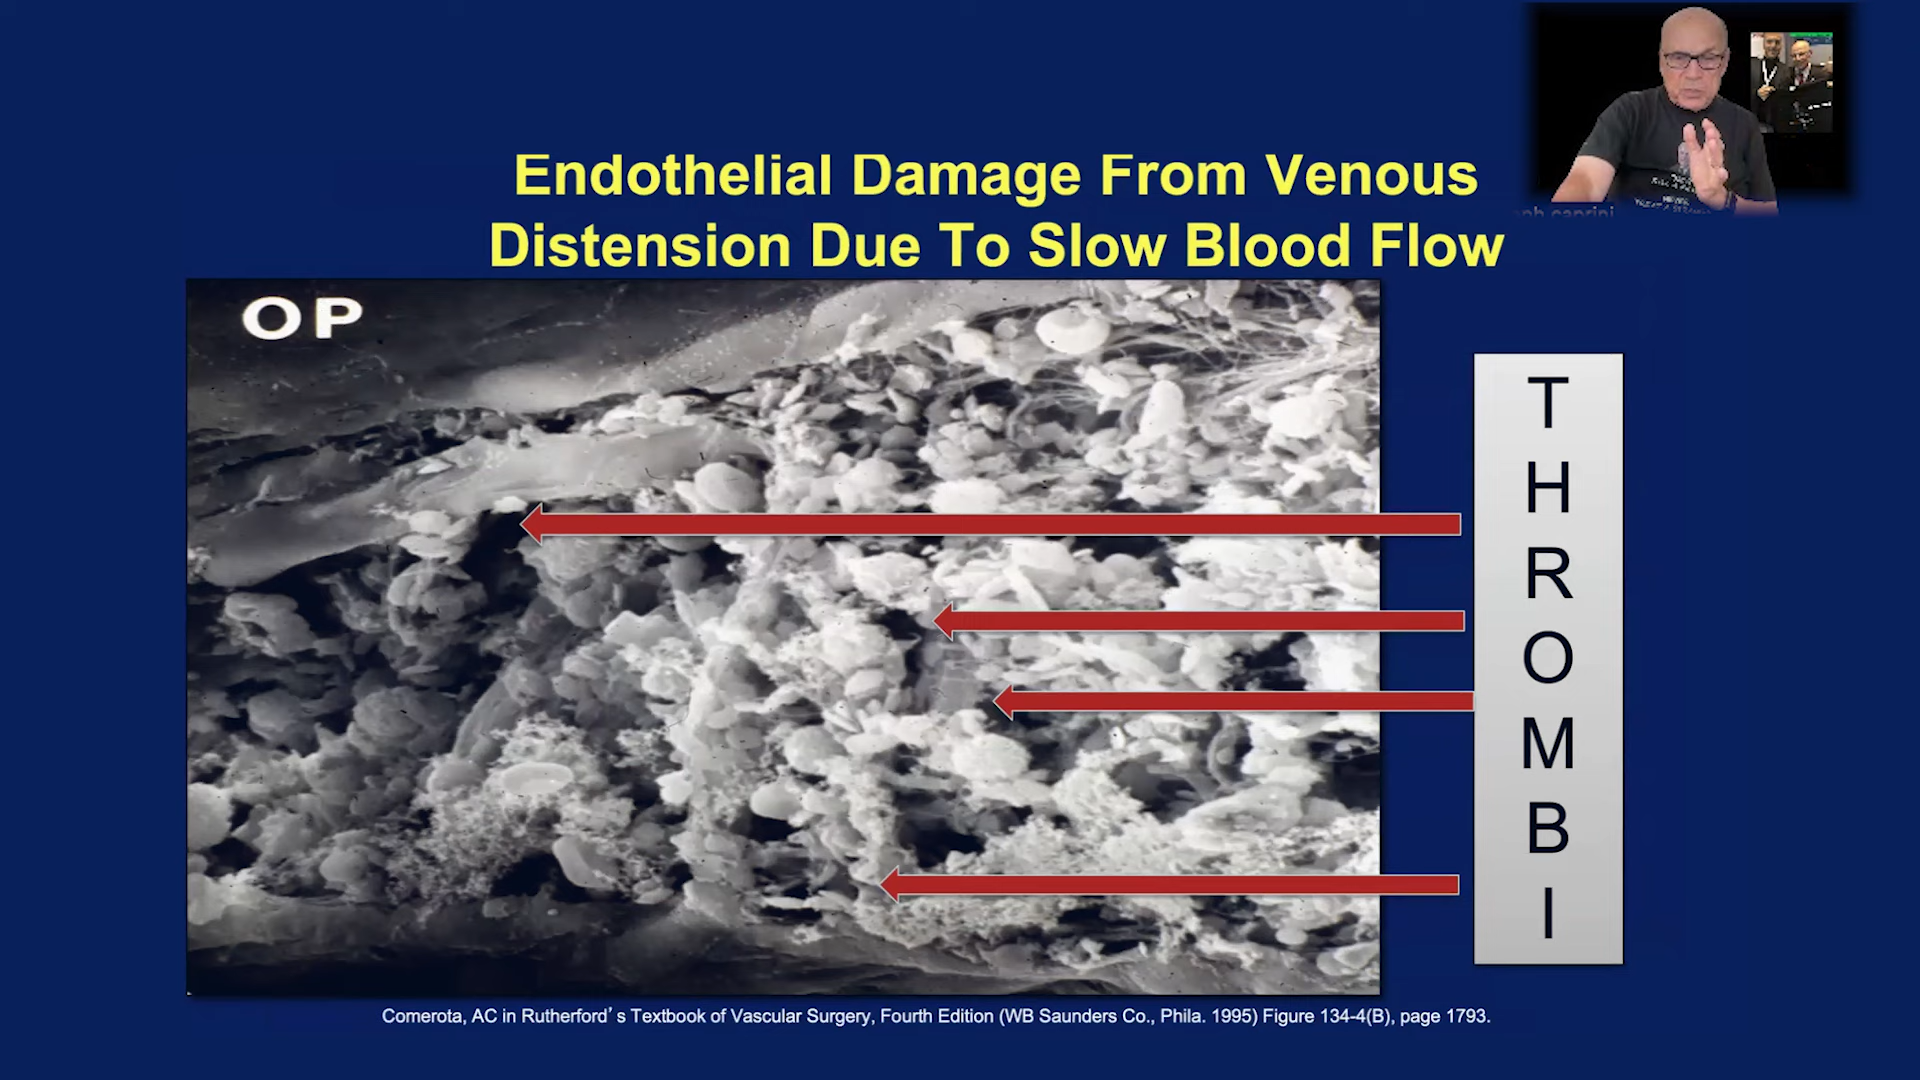 Endothelial Damage From Venous
Distension Due To Slow Blood Flow
OP
T
H
R
O
M
B
I
Comerota, AC in Rutherford's Textbook of Vascular Surgery, Fourth Edition (WB Saunders Co., Phila. 1995) Figure 134-4(B), page 1793.
caprini